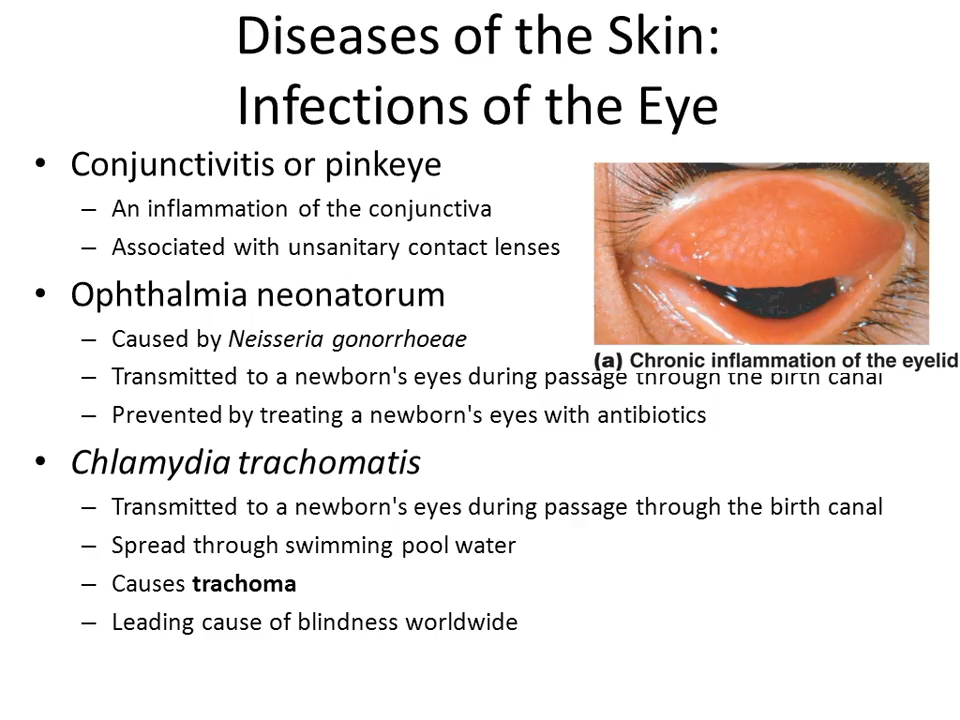 Diseases of the Skin:
Infections of the Eye
• Conjunctivitis or pinkeye
– An inflammation of the conjunctiva
– Associated with unsanitary contact lenses
• Ophthalmia neonatorum
– Caused by Neisseria gonorrhoeae
(a) Chronic inflammation of the eyelid
– Transmitted to a newborn's eyes during passage through the birth canal
– Prevented by treating a newborn's eyes with antibiotics
• Chlamydia trachomatis
– Transmitted to a newborn's eyes during passage through the birth canal
– Spread through swimming pool water
– Causes trachoma
– Leading cause of blindness worldwide